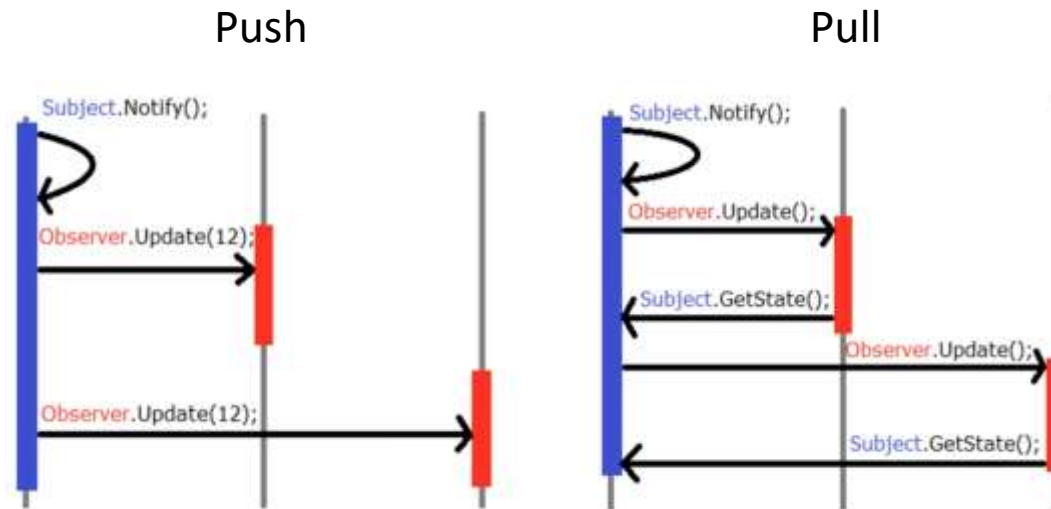 Push
Subject.Notify();
Observer.Update(12);
Observer.Update(12);
Pull
Subject.Notify();
Observer.Update();
Subject.GetState();
Observer.Update();
Subject.GetState();